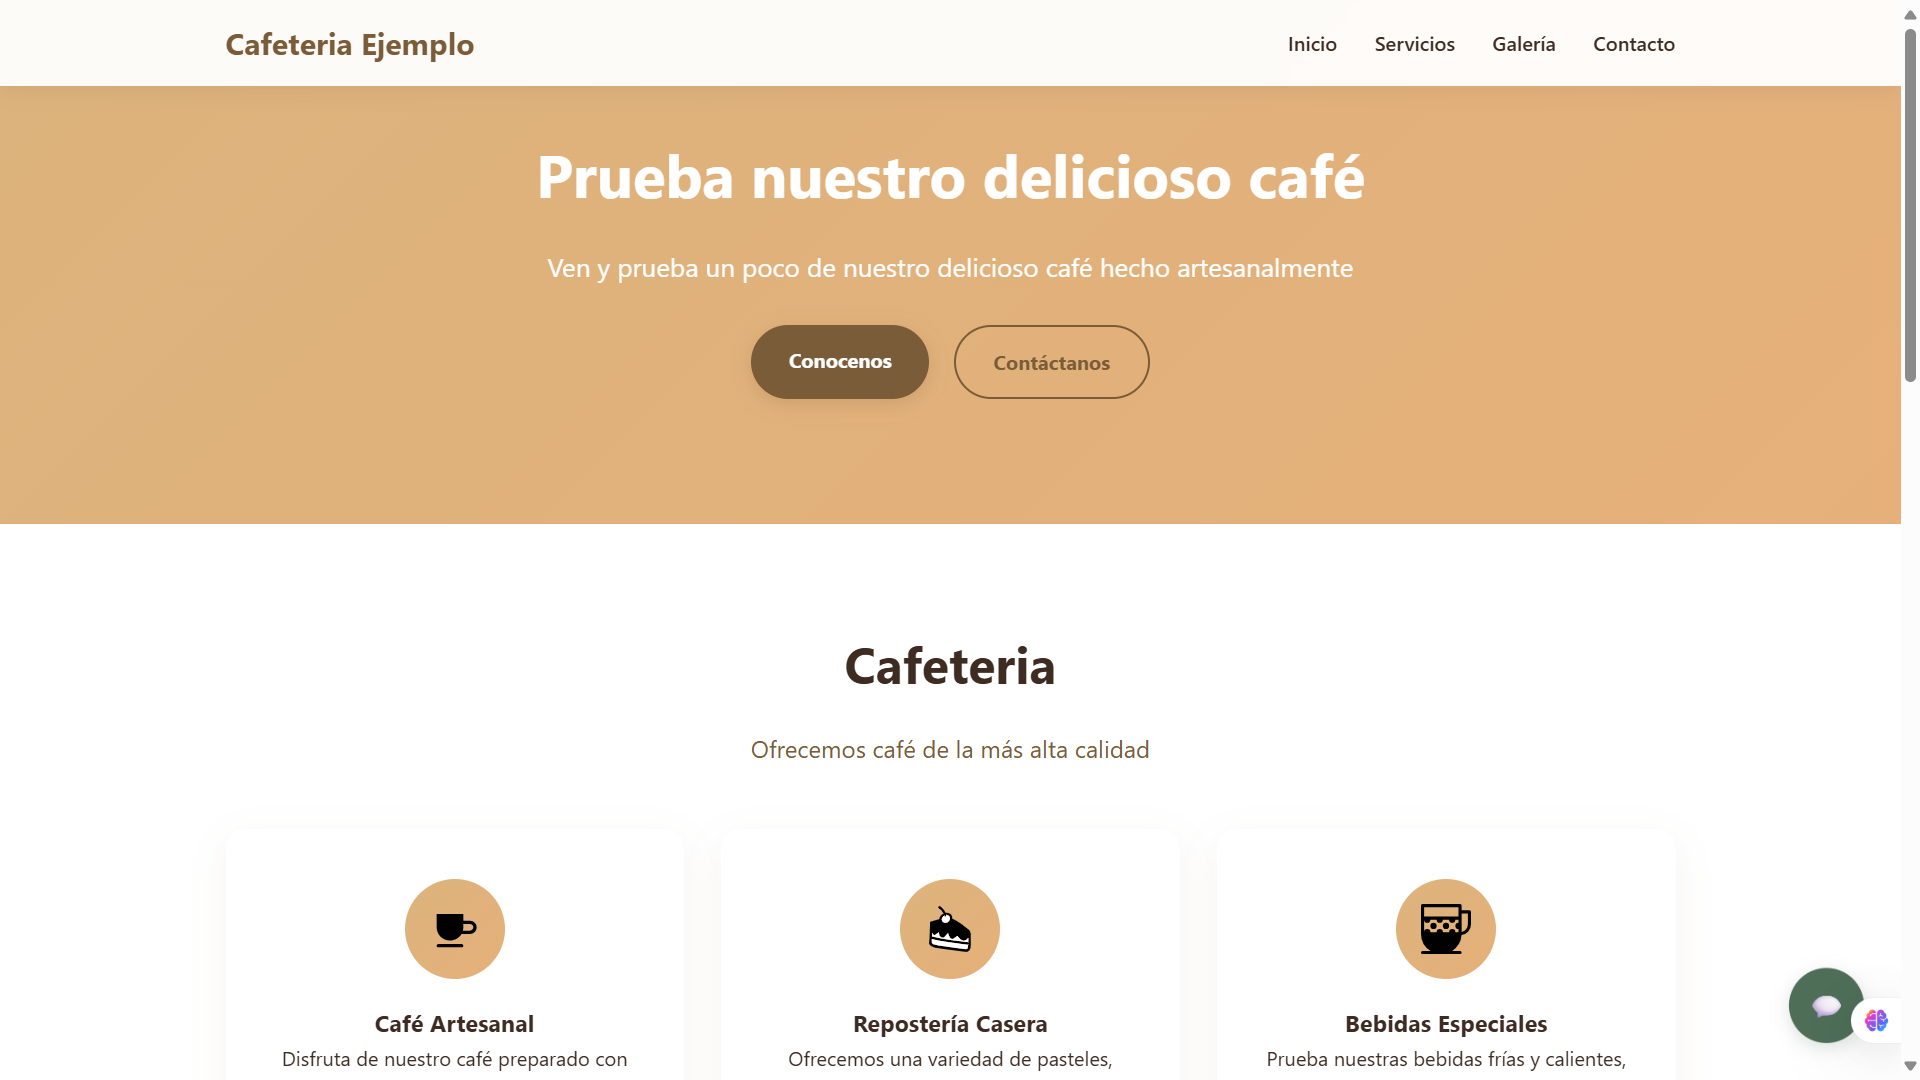 Cafeteria Ejemplo
Inicio Servicios Galería Contacto
Prueba nuestro delicioso café
Ven y prueba un poco de nuestro delicioso café hecho artesanalmente
Conocenos Contáctanos
Cafeteria
Ofrecemos café de la más alta calidad
Café Artesanal
Disfruta de nuestro café preparado con
Repostería Casera
Ofrecemos una variedad de pasteles,
Bebidas Especiales
Prueba nuestras bebidas frías y calientes,